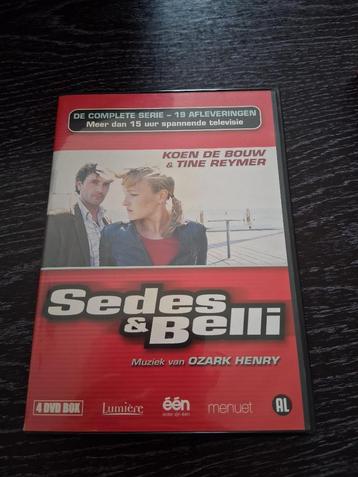 DE COMPLETE SERIE - 19 AFLEVERINGEN
Meer dan 15 uur spannende televisie
KOEN DE BOUW
& TINE REYMER
Sedes
& Belli
Muziek van OZARK HENRY
4 DVD BOX
Lumière
één
menuet
AL